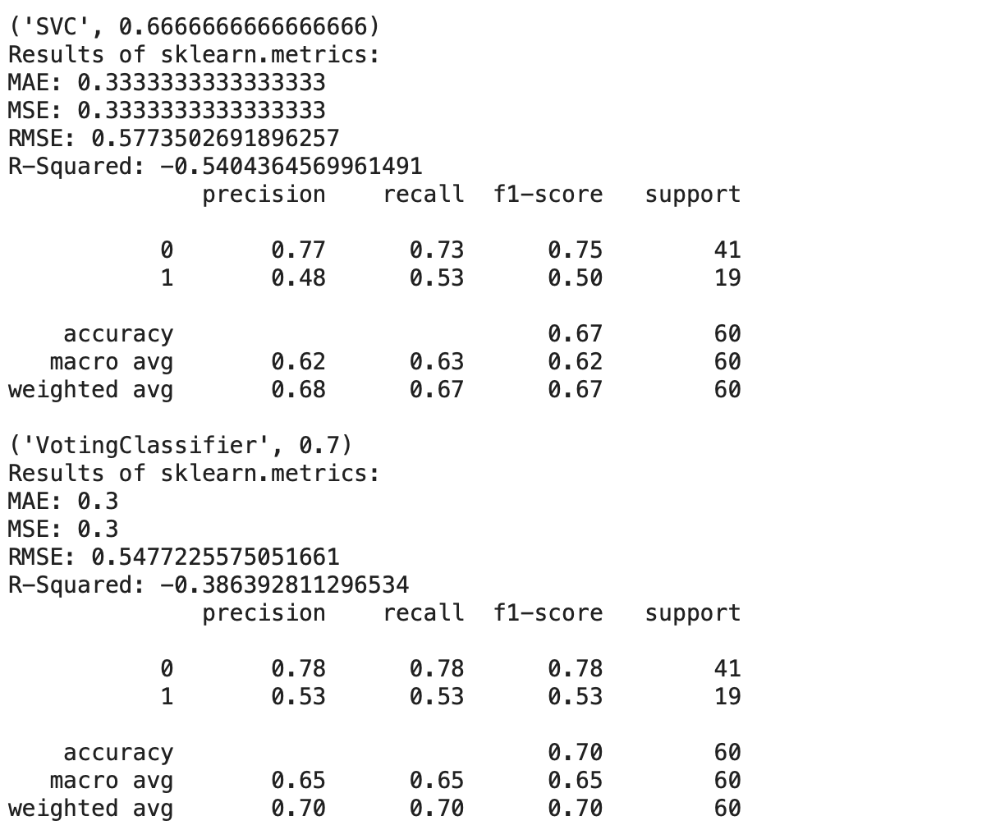 ('SVC', 0.6666666666666666)
Results of sklearn.metrics:
MAE: 0.3333333333333333
MSE: 0.3333333333333333
RMSE: 0.5773502691896257
R-Squared: -0.5404364569961491
              precision    recall  f1-score   support

           0       0.77      0.73      0.75        41
           1       0.48      0.53      0.50        19

    accuracy                           0.67        60
   macro avg       0.62      0.63      0.62        60
weighted avg       0.68      0.67      0.67        60

('VotingClassifier', 0.7)
Results of sklearn.metrics:
MAE: 0.3
MSE: 0.3
RMSE: 0.5477225575051661
R-Squared: -0.386392811296534
              precision    recall  f1-score   support

           0       0.78      0.78      0.78        41
           1       0.53      0.53      0.53        19

    accuracy                           0.70        60
   macro avg       0.65      0.65      0.65        60
weighted avg       0.70      0.70      0.70        60